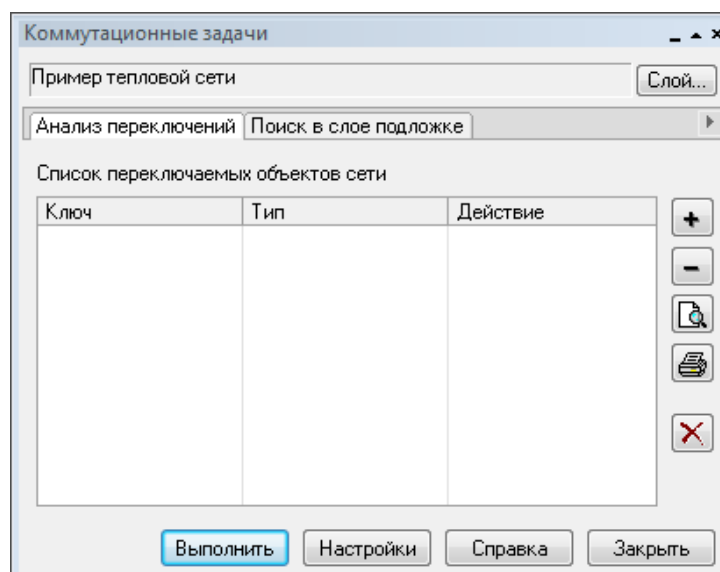 Коммутационные задачи
Пример тепловой сети
Слой...
Анализ переключений Поиск в слое подложке
Список переключаемых объектов сети
Ключ Тип Действие
Выполнить Настройки Справка Закрыть